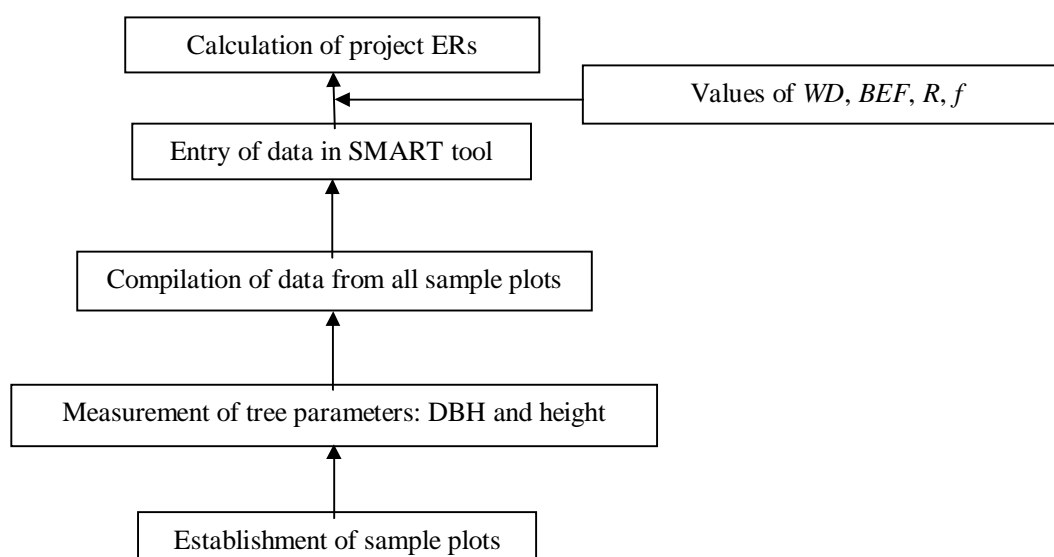 Calculation of project ERs
Values of WD, BEF, R, f
Entry of data in SMART tool
Compilation of data from all sample plots
Measurement of tree parameters: DBH and height
Establishment of sample plots